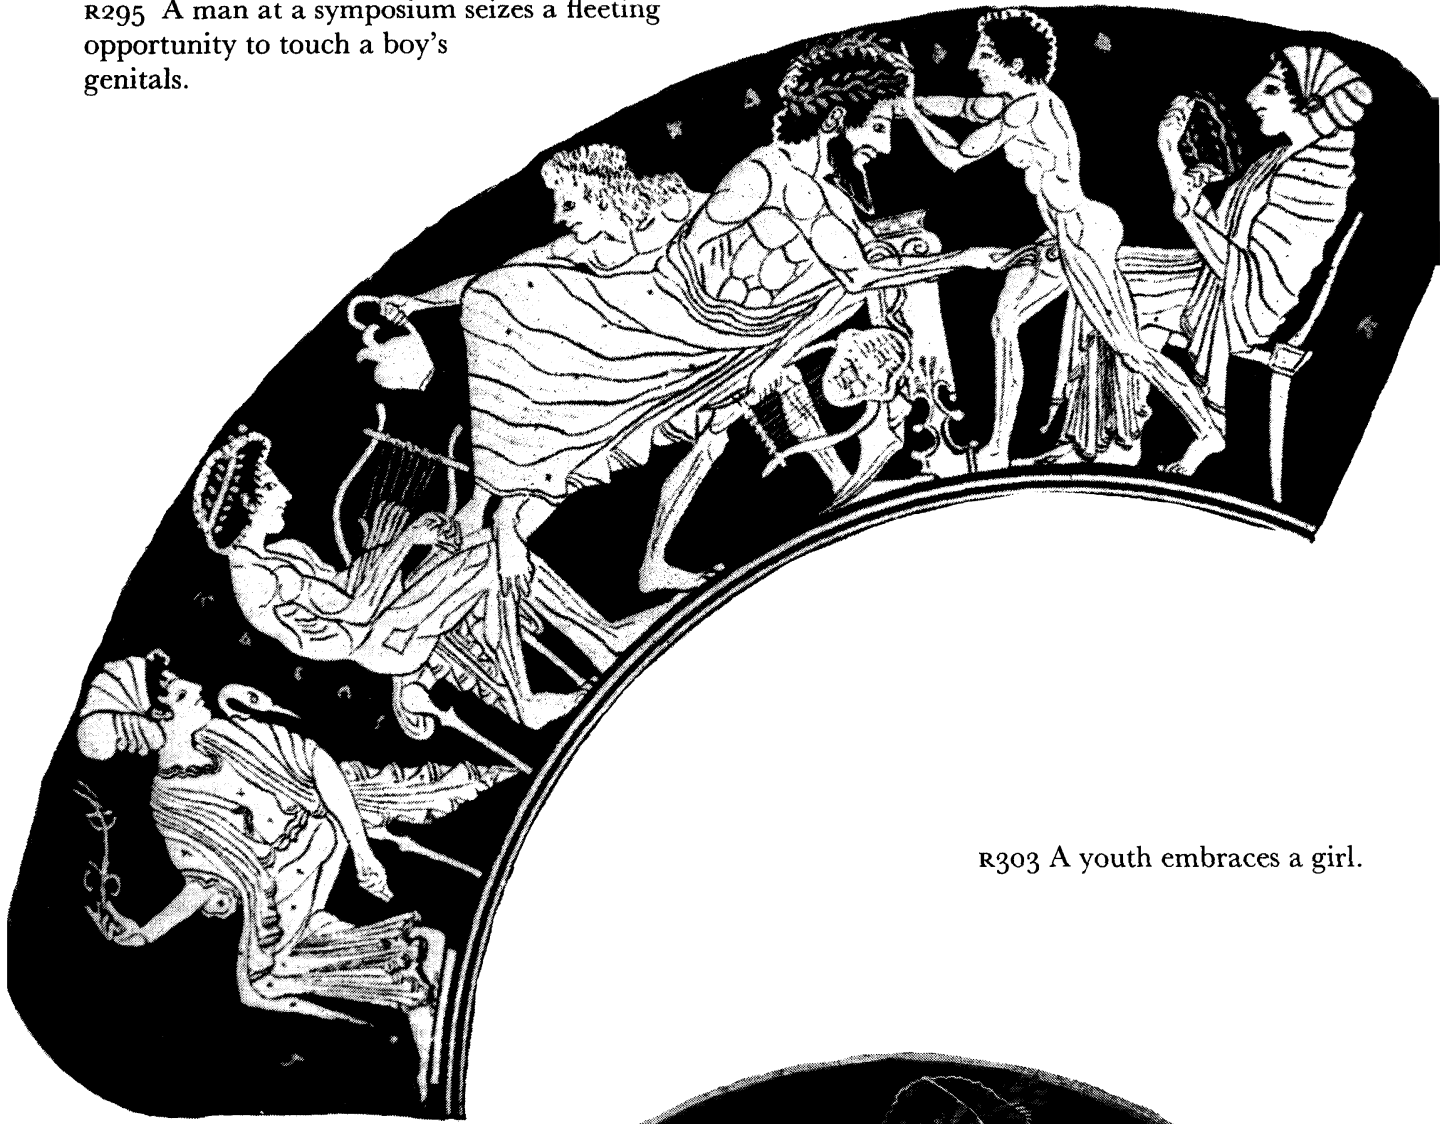 R295 A man at a symposium seizes a fleeting
opportunity to touch a boy's
genitals.
R303 A youth embraces a girl.